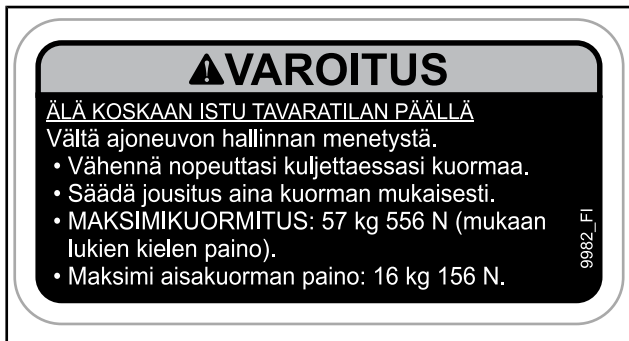 ⚠VAROITUS
ÄLÄ KOSKAAN ISTU TAVARATILAN PÄÄLLÄ
Vältä ajoneuvon hallinnan menetystä.
• Vähennä nopeuttasi kuljettaessasi kuormaa.
• Säädä jousitus aina kuorman mukaisesti.
• MAKSIMIKUORMITUS: 57 kg 556 N (mukaan
lukien kielen paino).
• Maksimi aisakuorman paino: 16 kg 156 N.
9982_FI